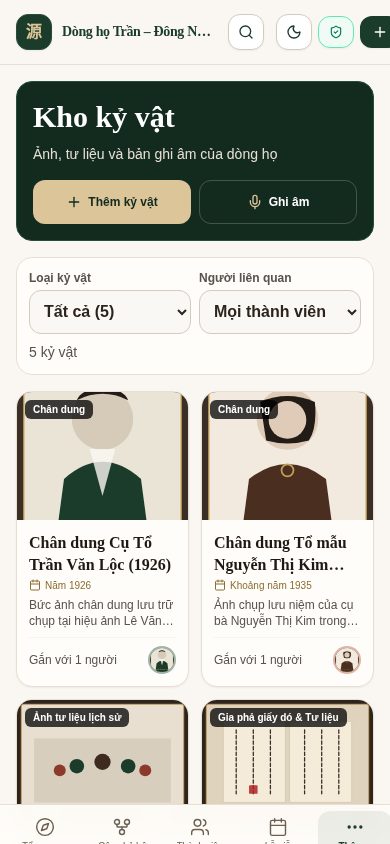 源 Dòng họ Trần – Đông N...
Kho kỷ vật
Ảnh, tư liệu và bản ghi âm của dòng họ
Thêm kỷ vật
Ghi âm
Loại kỷ vật
Người liên quan
Tất cả (5)
Mọi thành viên
5 kỷ vật
Chân dung
Chân dung Cụ Tổ
Trần Văn Lộc (1926)
Năm 1926
Bức ảnh chân dung lưu trữ
chụp tại hiệu ảnh Lê Văn...
Gắn với 1 người
Chân dung
Chân dung Tổ mẫu
Nguyễn Thị Kim...
Khoảng năm 1935
Ảnh chụp lưu niệm của cụ
bà Nguyễn Thị Kim trong...
Gắn với 1 người
Ảnh tư liệu lịch sử
Gia phả giấy dó & Tư liệu